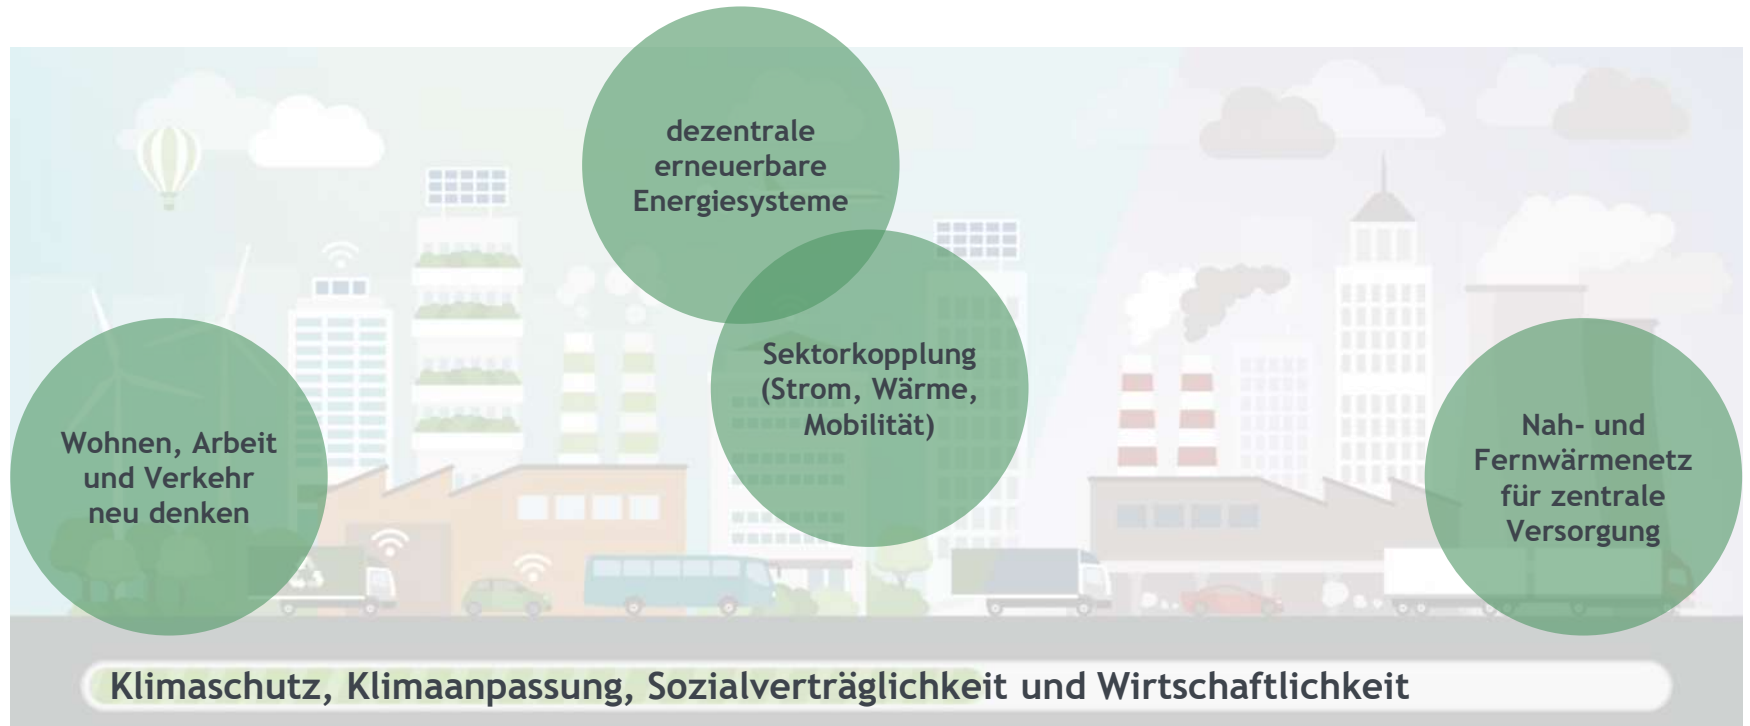 dezentrale
erneuerbare
Energiesysteme
Sektorkopplung
(Strom, Wärme,
Mobilität)
Wohnen, Arbeit
und Verkehr
neu denken
Nah- und
Fernwärmenetz
für zentrale
Versorgung
Klimaschutz, Klimaanpassung, Sozialverträglichkeit und Wirtschaftlichkeit